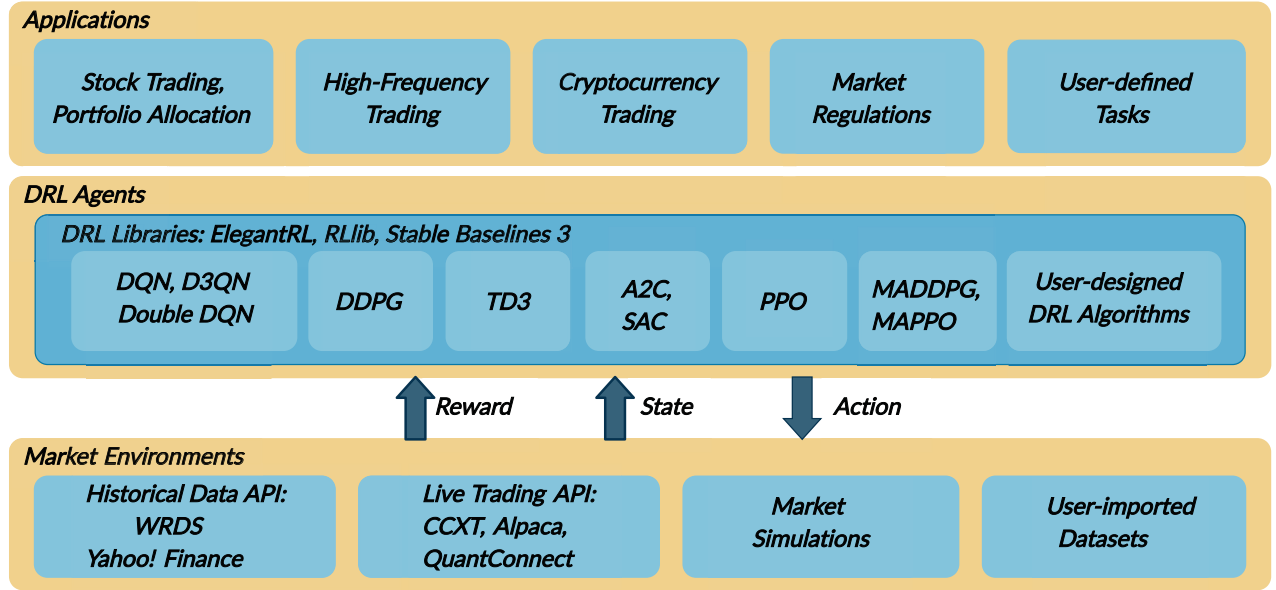 Applications
Stock Trading,
Portfolio Allocation
High-Frequency
Trading
Cryptocurrency
Trading
Market
Regulations
User-defined
Tasks
DRL Agents
DRL Libraries: ElegantRL, RLlib, Stable Baselines 3
DQN, D3QN
Double DQN
DDPG
TD3
A2C,
SAC
PPO
MADDPG,
MAPPO
User-designed
DRL Algorithms
Reward
State
Action
Market Environments
Historical Data API:
WRDS
Yahoo! Finance
Live Trading API:
CCXT, Alpaca,
QuantConnect
Market
Simulations
User-imported
Datasets